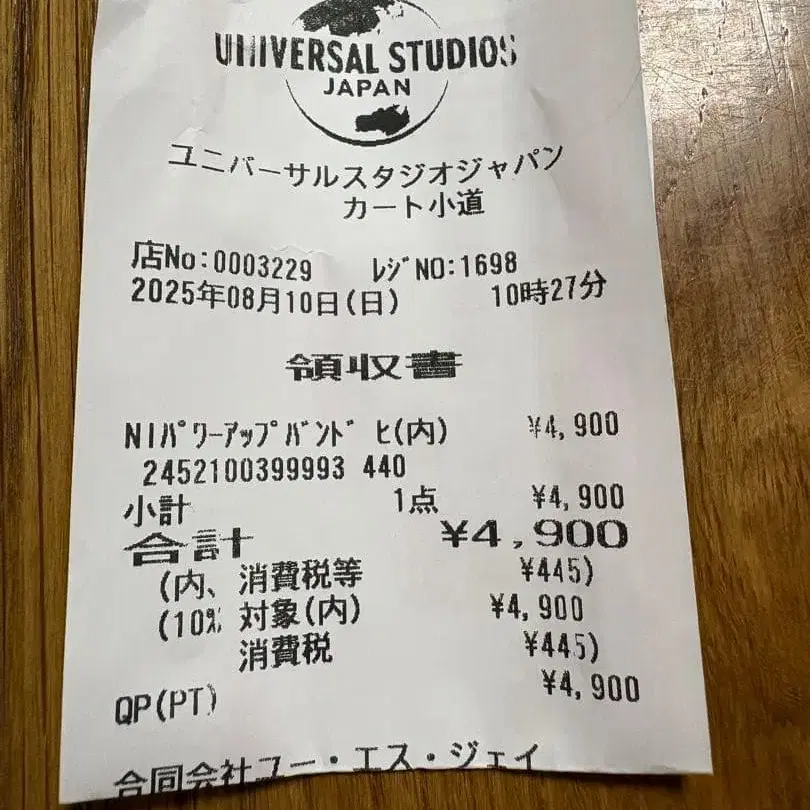 UNIVERSAL STUDIOS
JAPAN
ユニバーサルスタジオジャパン
カート小道
店No:0003229 ﾚｼﾞNO:1698
2025年08月10日(日) 10時27分
領収書
NIﾊﾟﾜｰｱｯﾌﾟﾊﾞﾝﾄﾞ ﾋ(内) ¥4,900
2452100399993 440
小計 1点 ¥4,900
合計 ¥4,900
(内、消費税等 ¥445)
(10% 対象(内) ¥4,900
消費税 ¥445)
QP(PT) ¥4,900
合同会社ユー・エス・ジェイ